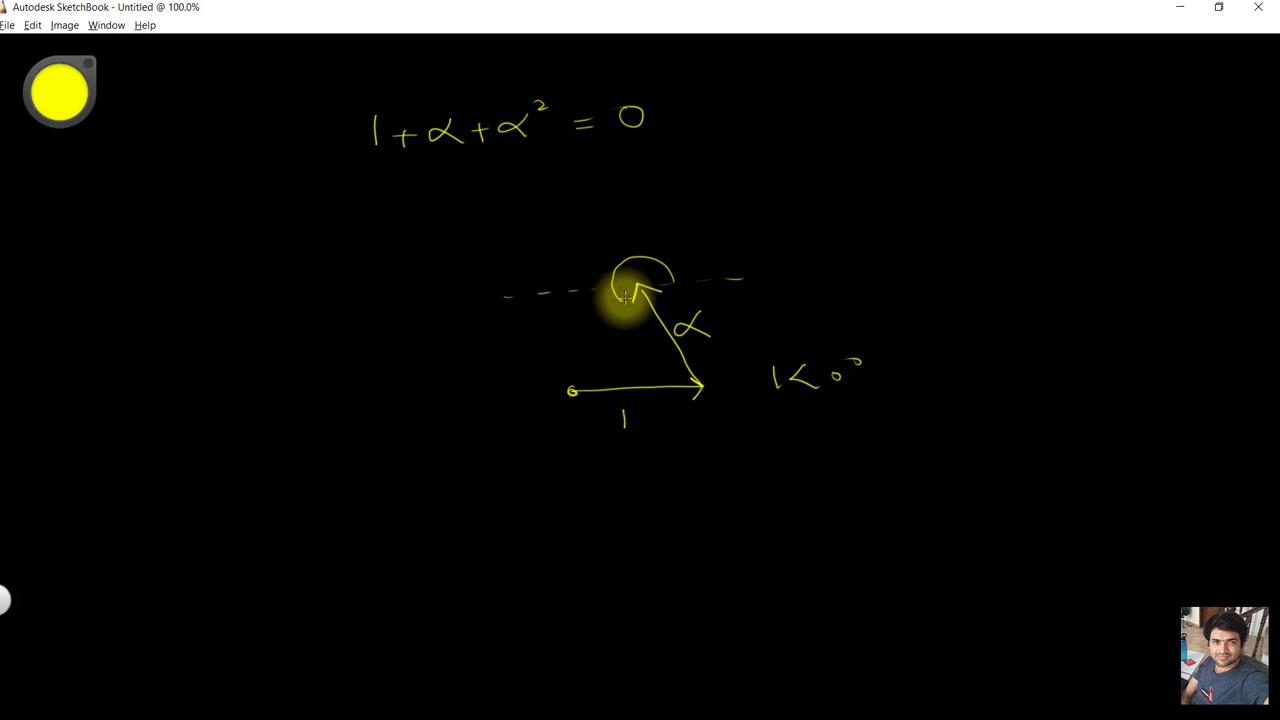 Autodesk SketchBook - Untitled @ 100.0%
File Edit Image Window Help
1 + α + α² = 0
α
1 < 0°
1